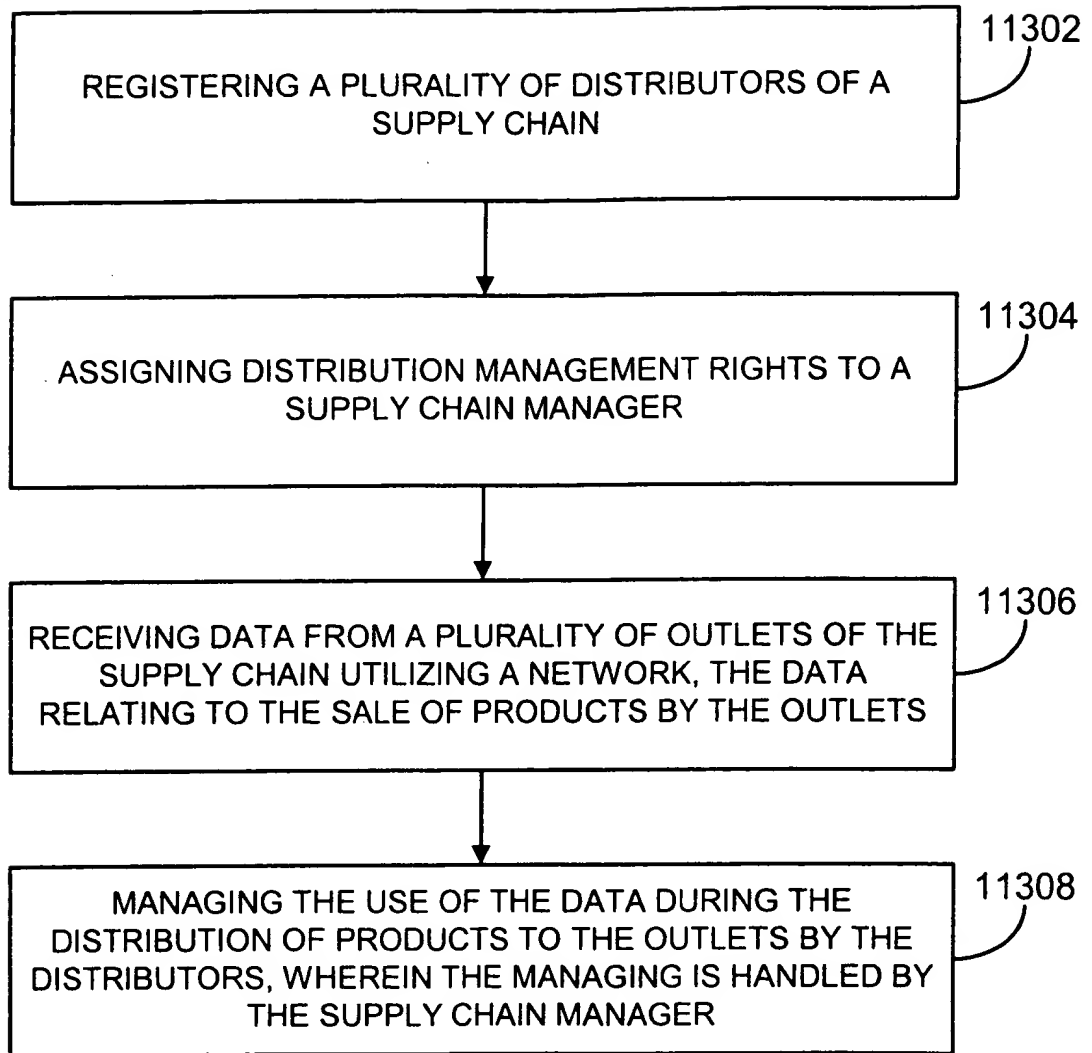 11302
REGISTERING A PLURALITY OF DISTRIBUTORS OF A
SUPPLY CHAIN
11304
ASSIGNING DISTRIBUTION MANAGEMENT RIGHTS TO A
SUPPLY CHAIN MANAGER
11306
RECEIVING DATA FROM A PLURALITY OF OUTLETS OF THE
SUPPLY CHAIN UTILIZING A NETWORK, THE DATA
RELATING TO THE SALE OF PRODUCTS BY THE OUTLETS
11308
MANAGING THE USE OF THE DATA DURING THE
DISTRIBUTION OF PRODUCTS TO THE OUTLETS BY THE
DISTRIBUTORS, WHEREIN THE MANAGING IS HANDLED BY
THE SUPPLY CHAIN MANAGER